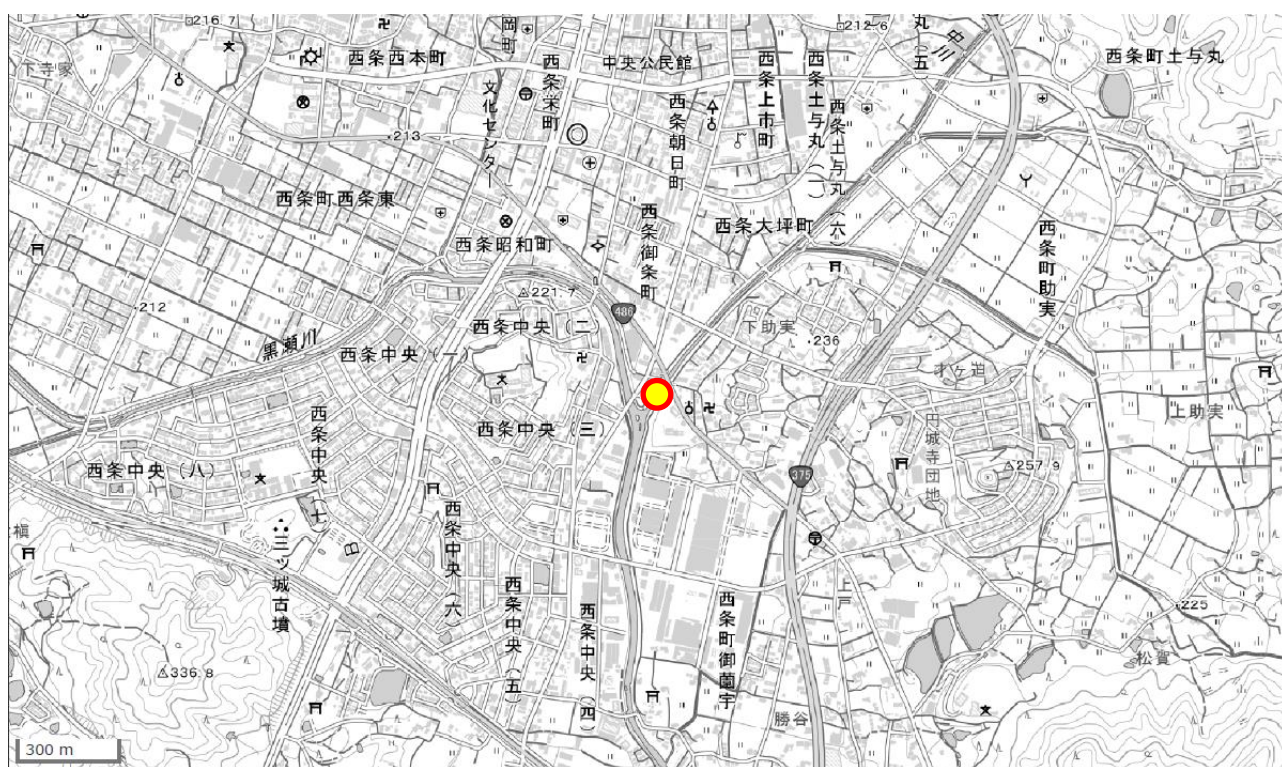 216.7
岡町
212.6
丸(五)
中川
西条町土与丸
下寺家
西条西本町
中央公民館
西条栄町
文化センター
西条朝日町
西条上市町
西条土与丸(一)
西条土与丸(六)
213
西条町西条東
西条昭和町
西条御条町
西条大坪町
西条町助実
221.7
486
212
黒瀬川
西条中央(一)
西条中央(二)
下助実
236
才ヶ迫
上助実
西条中央(三)
西条中央(八)
西条中央(七)
円城寺団地
257.9
375
槇
三ツ城古墳
西条中央(六)
西条中央(五)
西条中央(四)
西条町御薗宇
上戸
225
松賀
336.8
勝谷
300 m